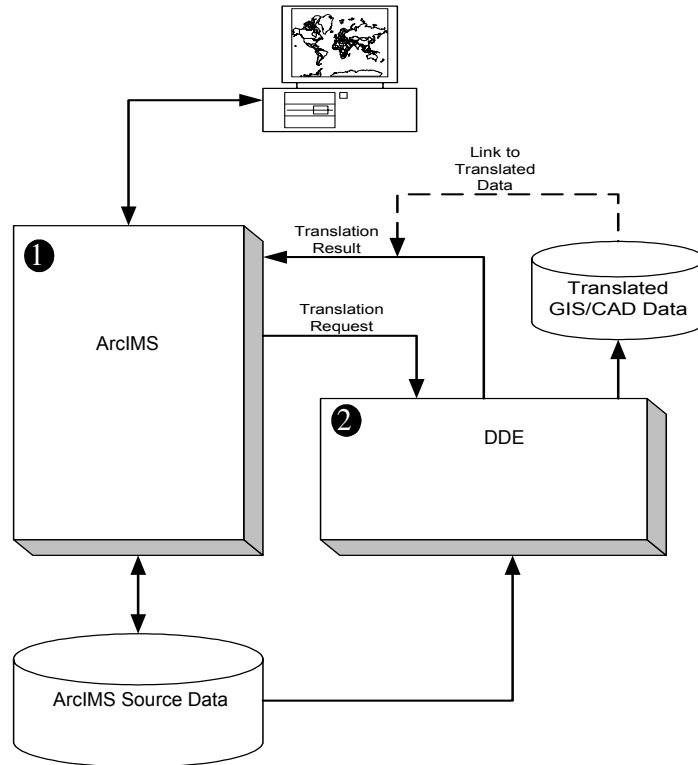 Link to
Translated
Data
Translation
Result
Translated
GIS/CAD Data
1
ArcIMS
Translation
Request
2
DDE
ArcIMS Source Data